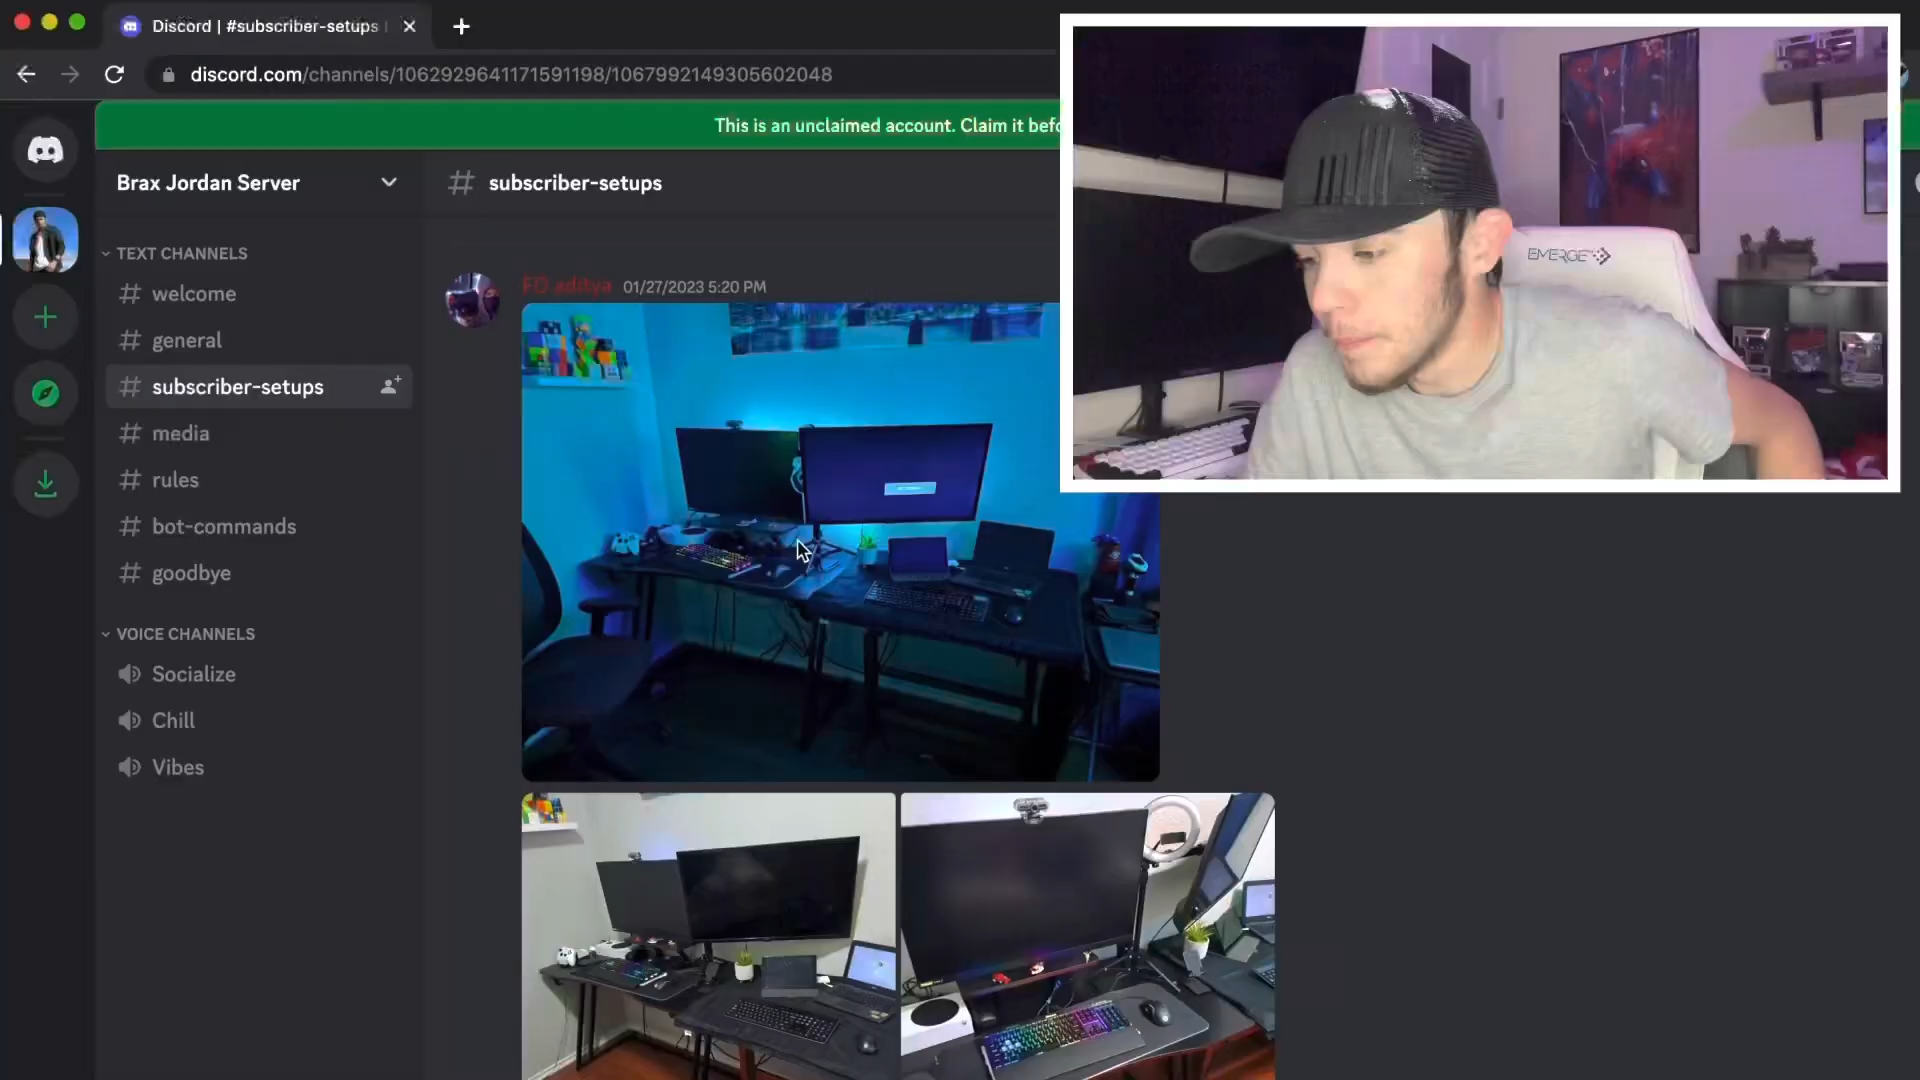 Discord | #subscriber-setups |
discord.com/channels/1062929641171591198/1067992149305602048
This is an unclaimed account. Claim it befo
Brax Jordan Server
subscriber-setups
TEXT CHANNELS
welcome
general
subscriber-setups
media
rules
bot-commands
goodbye
VOICE CHANNELS
Socialize
Chill
Vibes
FD aditya 01/27/2023 5:20 PM
EMERGE